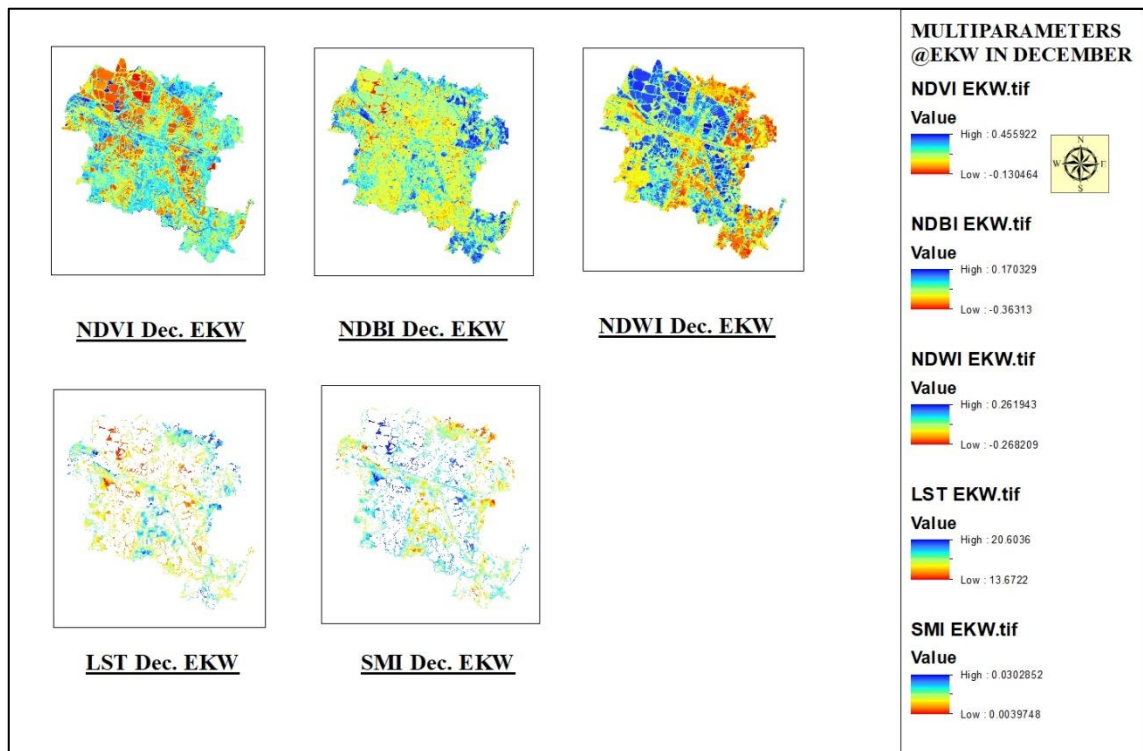 NDVI Dec. EKW
NDBI Dec. EKW
NDWI Dec. EKW
LST Dec. EKW
SMI Dec. EKW
MULTIPARAMETERS
@EKW IN DECEMBER
NDVI EKW.tif
Value
High : 0.455922
Low : -0.130464
N
W
S
NDBI EKW.tif
Value
High : 0.170329
Low : -0.36313
NDWI EKW.tif
Value
High : 0.261943
Low : -0.268209
LST EKW.tif
Value
High : 20.6036
Low : 13.6722
SMI EKW.tif
Value
High : 0.0302852
Low : 0.0039748